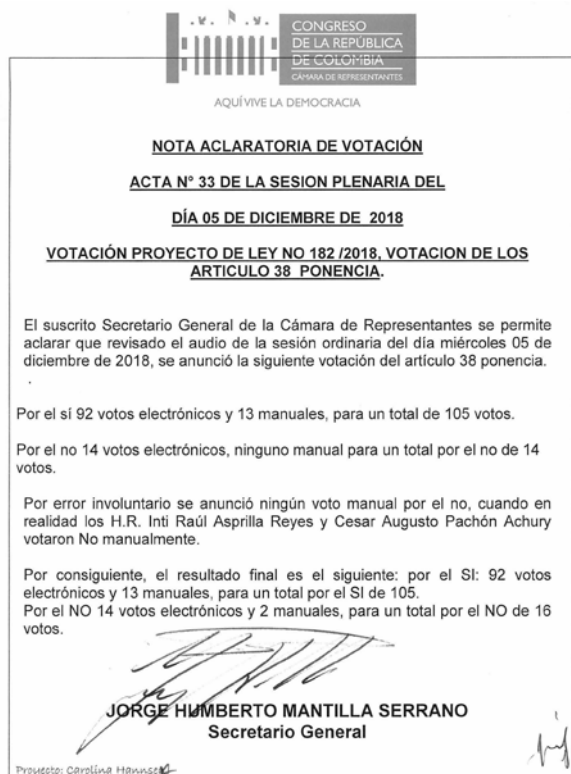 CONGRESO
DE LA REPÚBLICA
DE COLOMBIA
CÁMARA DE REPRESENTANTES
AQUÍ VIVE LA DEMOCRACIA
NOTA ACLARATORIA DE VOTACIÓN
ACTA N° 33 DE LA SESION PLENARIA DEL
DÍA 05 DE DICIEMBRE DE 2018
VOTACIÓN PROYECTO DE LEY NO 182 /2018, VOTACION DE LOS
ARTICULO 38 PONENCIA.
El suscrito Secretario General de la Cámara de Representantes se permite
aclarar que revisado el audio de la sesión ordinaria del día miércoles 05 de
diciembre de 2018, se anunció la siguiente votación del artículo 38 ponencia.
.
Por el sí 92 votos electrónicos y 13 manuales, para un total de 105 votos.
Por el no 14 votos electrónicos, ninguno manual para un total por el no de 14
votos.
Por error involuntario se anunció ningún voto manual por el no, cuando en
realidad los H.R. Inti Raúl Asprilla Reyes y Cesar Augusto Pachón Achury
votaron No manualmente.
Por consiguiente, el resultado final es el siguiente: por el SI: 92 votos
electrónicos y 13 manuales, para un total por el SI de 105.
Por el NO 14 votos electrónicos y 2 manuales, para un total por el NO de 16
votos.
JORGE HUMBERTO MANTILLA SERRANO
Secretario General
Proyecto: Carolina